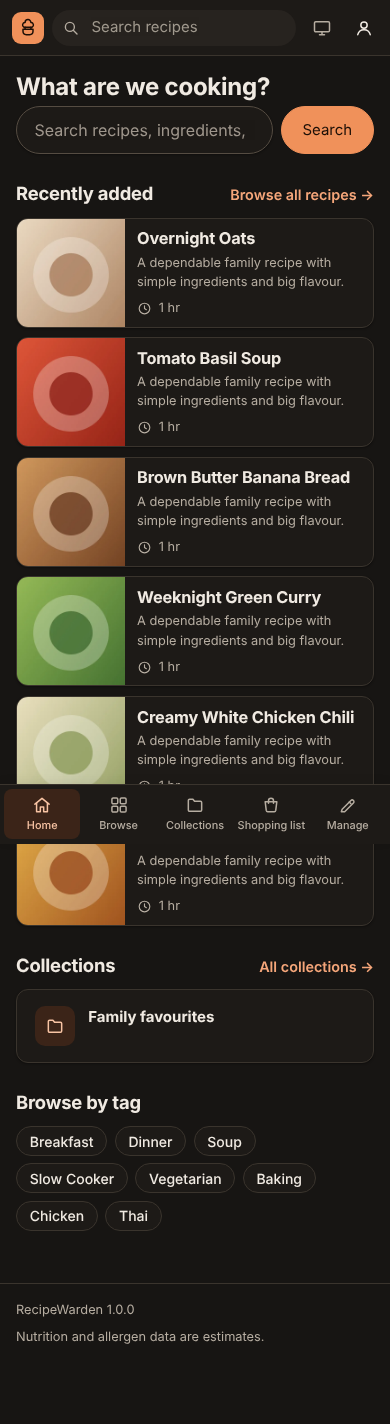 Search recipes
What are we cooking?
Search recipes, ingredients,
Search
Recently added
Browse all recipes →
Overnight Oats
A dependable family recipe with
simple ingredients and big flavour.
1 hr
Tomato Basil Soup
A dependable family recipe with
simple ingredients and big flavour.
1 hr
Brown Butter Banana Bread
A dependable family recipe with
simple ingredients and big flavour.
1 hr
Weeknight Green Curry
A dependable family recipe with
simple ingredients and big flavour.
1 hr
Creamy White Chicken Chili
A dependable family recipe with
simple ingredients and big flavour.
Home
Browse
Collections
Shopping list
Manage
A dependable family recipe with
simple ingredients and big flavour.
1 hr
Collections
All collections →
Family favourites
Browse by tag
Breakfast
Dinner
Soup
Slow Cooker
Vegetarian
Baking
Chicken
Thai
RecipeWarden 1.0.0
Nutrition and allergen data are estimates.